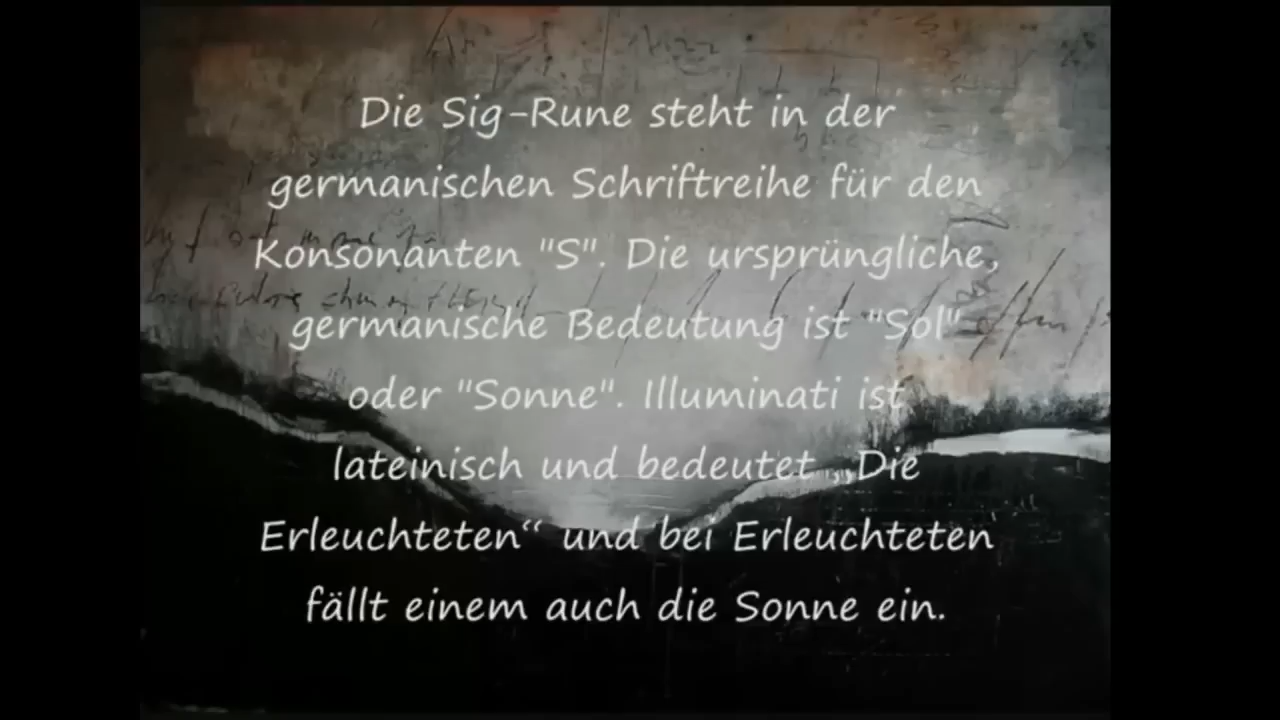 Die Sig-Rune steht in der
germanischen Schriftreihe für den
Konsonanten "S". Die ursprüngliche,
germanische Bedeutung ist "Sol"
oder "Sonne". Illuminati ist
lateinisch und bedeutet „Die
Erleuchteten“ und bei Erleuchteten
fällt einem auch die Sonne ein.